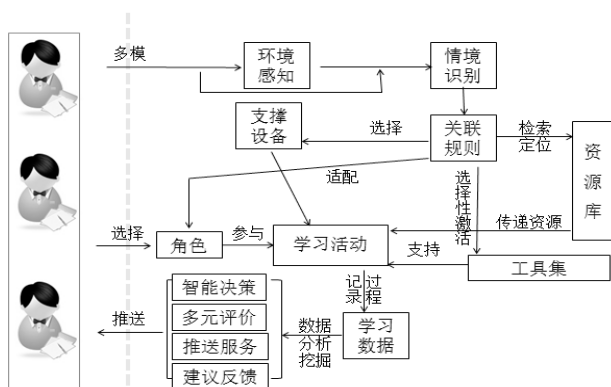 多模
环境
感知
情境
识别
支撑
设备
选择
关联
规则
检索
定位
资
源
库
适配
选择性激活
选择
角色
参与
学习活动
传递资源
支持
工具集
记录
过程
智能决策
多元评价
推送服务
建议反馈
推送
数据
分析
挖掘
学习
数据